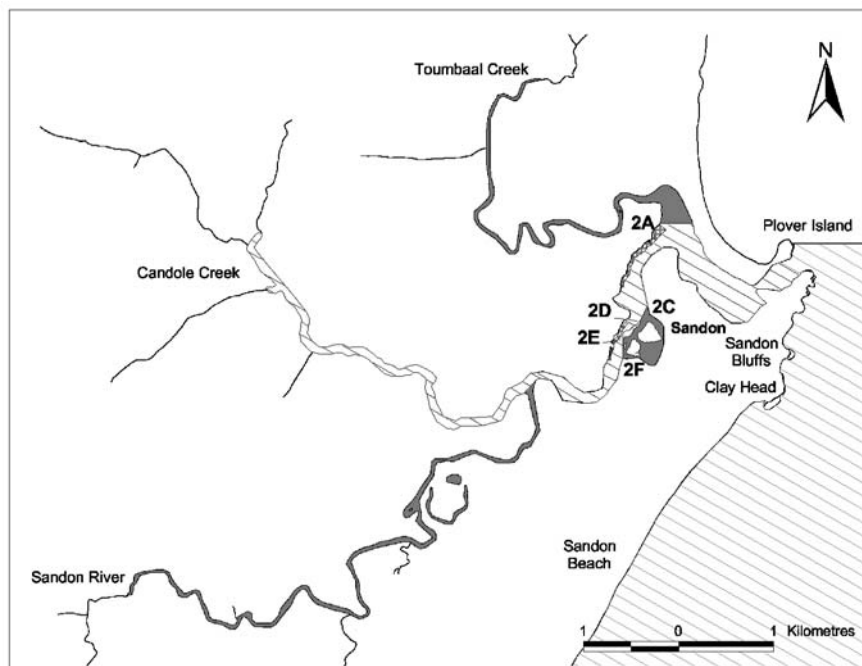 Toumbaal Creek
N
2A
Plover Island
Candole Creek
2D
2C
Sandon
2E
Sandon
Bluffs
2F
Clay Head
Sandon
Beach
Sandon River
1 0 1 Kilometres